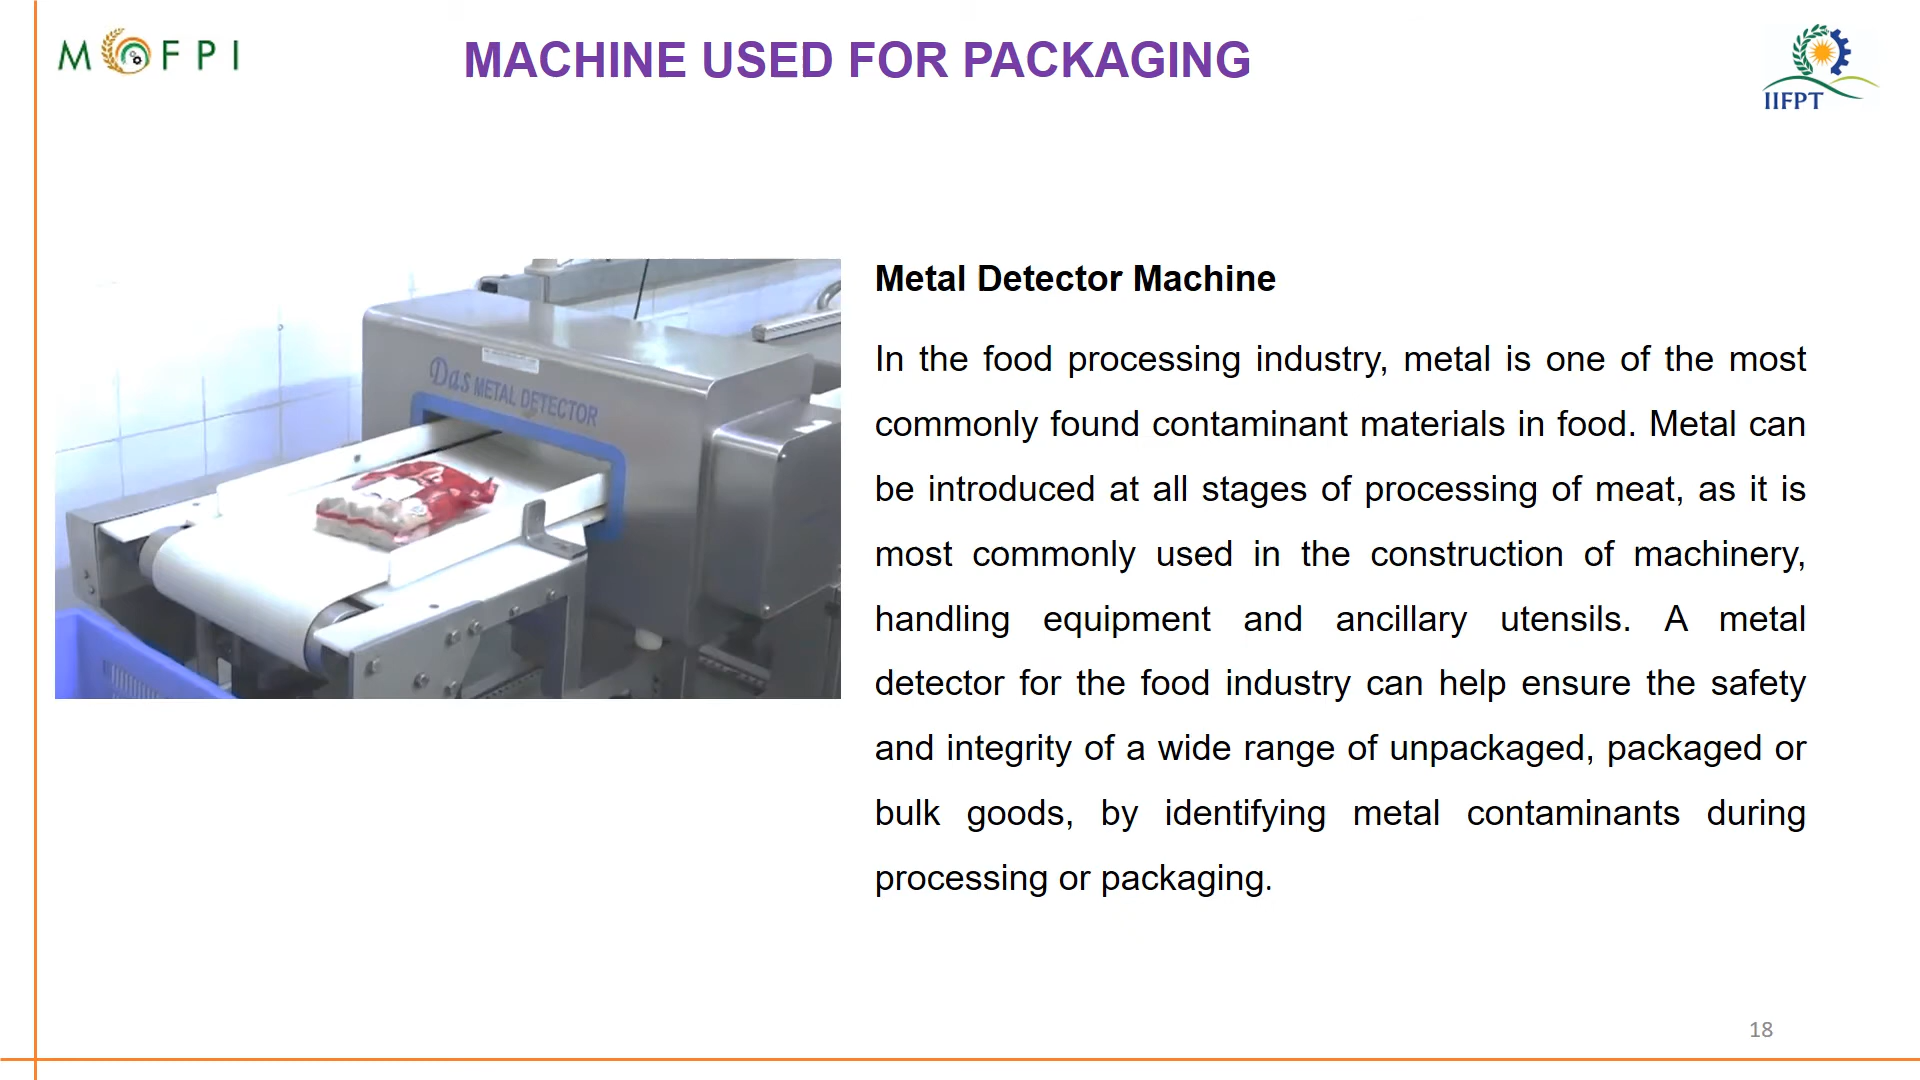 MOFPI
MACHINE USED FOR PACKAGING
IIFPT
Das METAL DETECTOR
Metal Detector Machine
In the food processing industry, metal is one of the most
commonly found contaminant materials in food. Metal can
be introduced at all stages of processing of meat, as it is
most commonly used in the construction of machinery,
handling equipment and ancillary utensils. A metal
detector for the food industry can help ensure the safety
and integrity of a wide range of unpackaged, packaged or
bulk goods, by identifying metal contaminants during
processing or packaging.
18